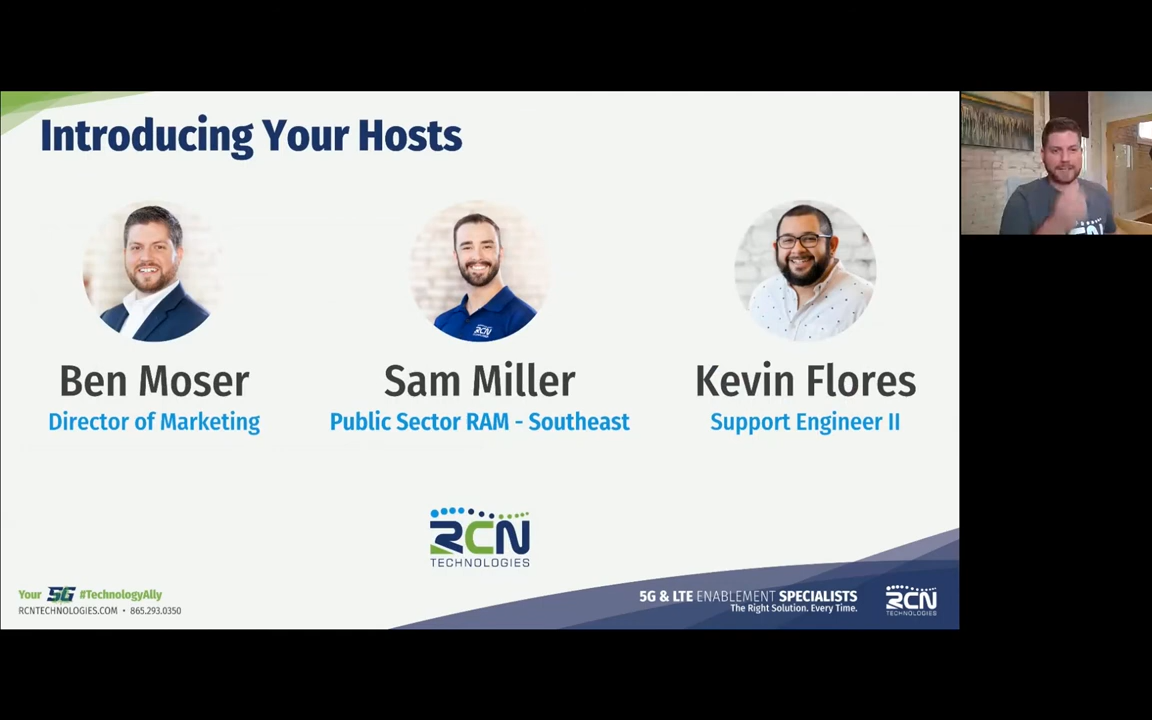 Introducing Your Hosts
Ben Moser
Director of Marketing
Sam Miller
Public Sector RAM - Southeast
Kevin Flores
Support Engineer II
RCN
RCN
TECHNOLOGIES
Your 5G #TechnologyAlly
RCNTECHNOLOGIES.COM • 865.293.0350
5G & LTE ENABLEMENT SPECIALISTS
The Right Solution. Every Time.
RCN
TECHNOLOGIES